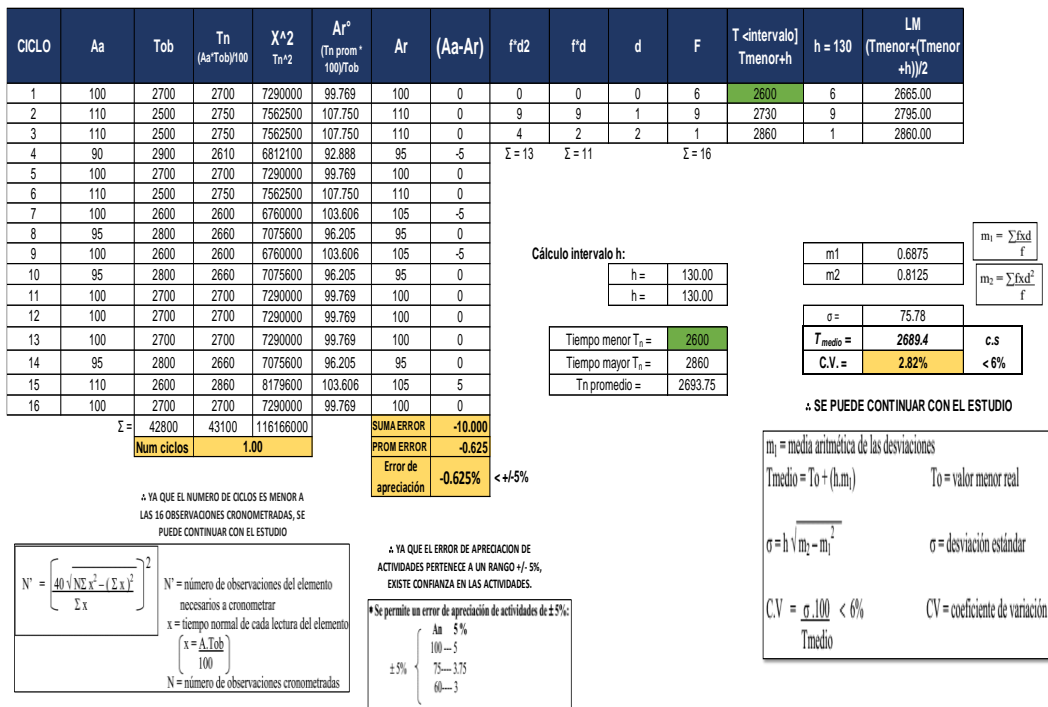 CICLO Aa Tob Tn (Aa*Tob)/100 X^2 Tn^2 Ar° (Tn prom * 100)/Tob Ar (Aa-Ar) f*d2 f*d d F T <intervalo] Tmenor+h h = 130 LM (Tmenor+(Tmenor +h))/2
1 100 2700 2700 7290000 99.769 100 0 0 0 0 6 2600 6 2665.00
2 110 2500 2750 7562500 107.750 110 0 9 9 1 9 2730 9 2795.00
3 110 2500 2750 7562500 107.750 110 0 4 2 2 1 2860 1 2860.00
4 90 2900 2610 6812100 92.888 95 -5 Σ = 13 Σ = 11 Σ = 16
5 100 2700 2700 7290000 99.769 100 0
6 110 2500 2750 7562500 107.750 110 0
7 100 2600 2600 6760000 103.606 105 -5
8 95 2800 2660 7075600 96.205 95 0
9 100 2600 2600 6760000 103.606 105 -5
10 95 2800 2660 7075600 96.205 95 0
11 100 2700 2700 7290000 99.769 100 0
12 100 2700 2700 7290000 99.769 100 0
13 100 2700 2700 7290000 99.769 100 0
14 95 2800 2660 7075600 96.205 95 0
15 110 2600 2860 8179600 103.606 105 5
16 100 2700 2700 7290000 99.769 100 0
Σ = 42800 43100 116166000 SUMA ERROR -10.000
Num ciclos 1.00 PROM ERROR -0.625
Error de apreciación -0.625% < +/-5%
Cálculo intervalo h:
h = 130.00
h = 130.00
Tiempo menor Tn = 2600
Tiempo mayor Tn = 2860
Tn promedio = 2693.75
m1 0.6875
m2 0.8125
m₁ = ∑fxd
f
m₂ = ∑fxd²
f
σ = 75.78
T medio = 2689.4 c.s
C.V. = 2.82% < 6%
∴ SE PUEDE CONTINUAR CON EL ESTUDIO
m₁ = media aritmética de las desviaciones
Tmedio = To + (h.m₁) To = valor menor real
σ = h √m₂ – m₁² σ = desviación estándar
C.V = σ .100 < 6% CV = coeficiente de variación
Tmedio
∴ YA QUE EL NUMERO DE CICLOS ES MENOR A
LAS 16 OBSERVACIONES CRONOMETRADAS, SE
PUEDE CONTINUAR CON EL ESTUDIO
N' = (40 √NΣ x² – ( Σ x )²
Σ x )²
N' = número de observaciones del elemento
necesarios a cronometrar
x = tiempo normal de cada lectura del elemento
( x = A.Tob
100 )
N = número de observaciones cronometradas
∴ YA QUE EL ERROR DE APRECIACION DE
ACTIVIDADES PERTENECE A UN RANGO +/- 5%,
EXISTE CONFIANZA EN LAS ACTIVIDADES.
• Se permite un error de apreciación de actividades de ± 5%:
An 5 %
100 --- 5
± 5% { 75---- 3.75
60---- 3